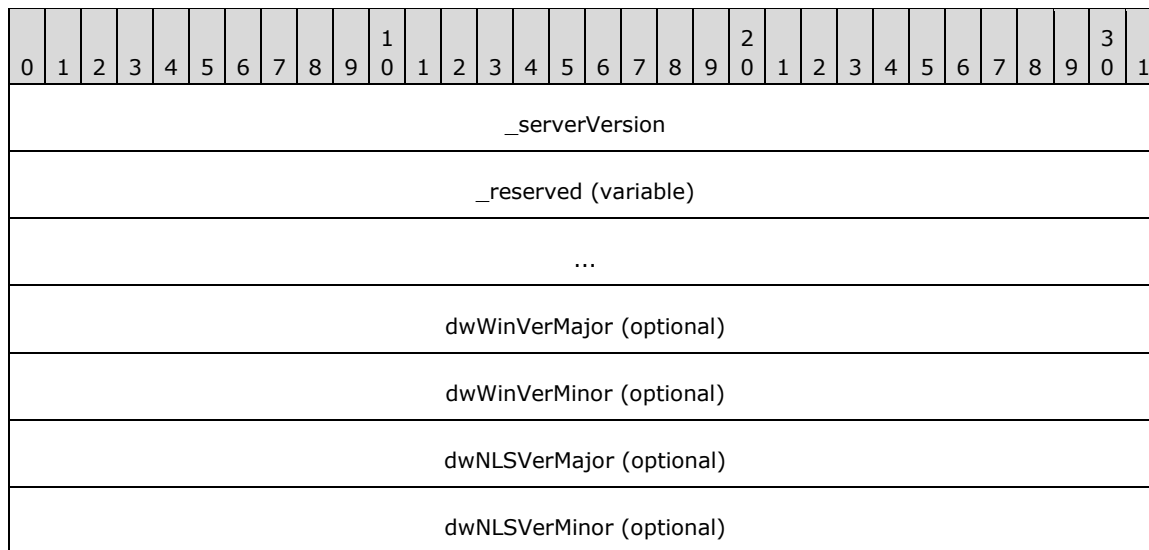 1 2 3
0 1 2 3 4 5 6 7 8 9 0 1 2 3 4 5 6 7 8 9 0 1 2 3 4 5 6 7 8 9 0 1
_serverVersion
_reserved (variable)
...
dwWinVerMajor (optional)
dwWinVerMinor (optional)
dwNLSVerMajor (optional)
dwNLSVerMinor (optional)